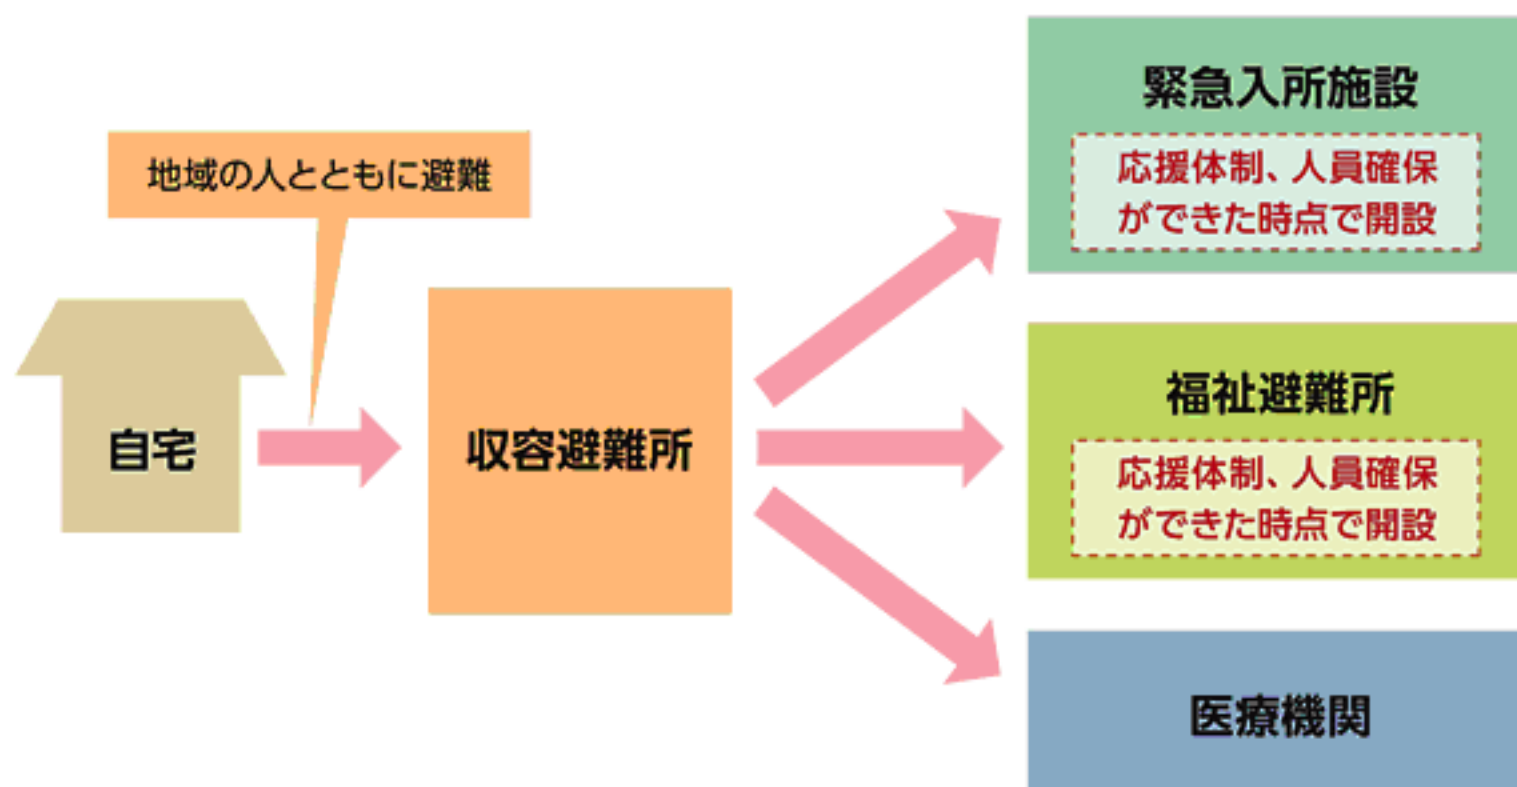 地域の人とともに避難
自宅
収容避難所
緊急入所施設
応援体制、人員確保
ができた時点で開設
福祉避難所
応援体制、人員確保
ができた時点で開設
医療機関